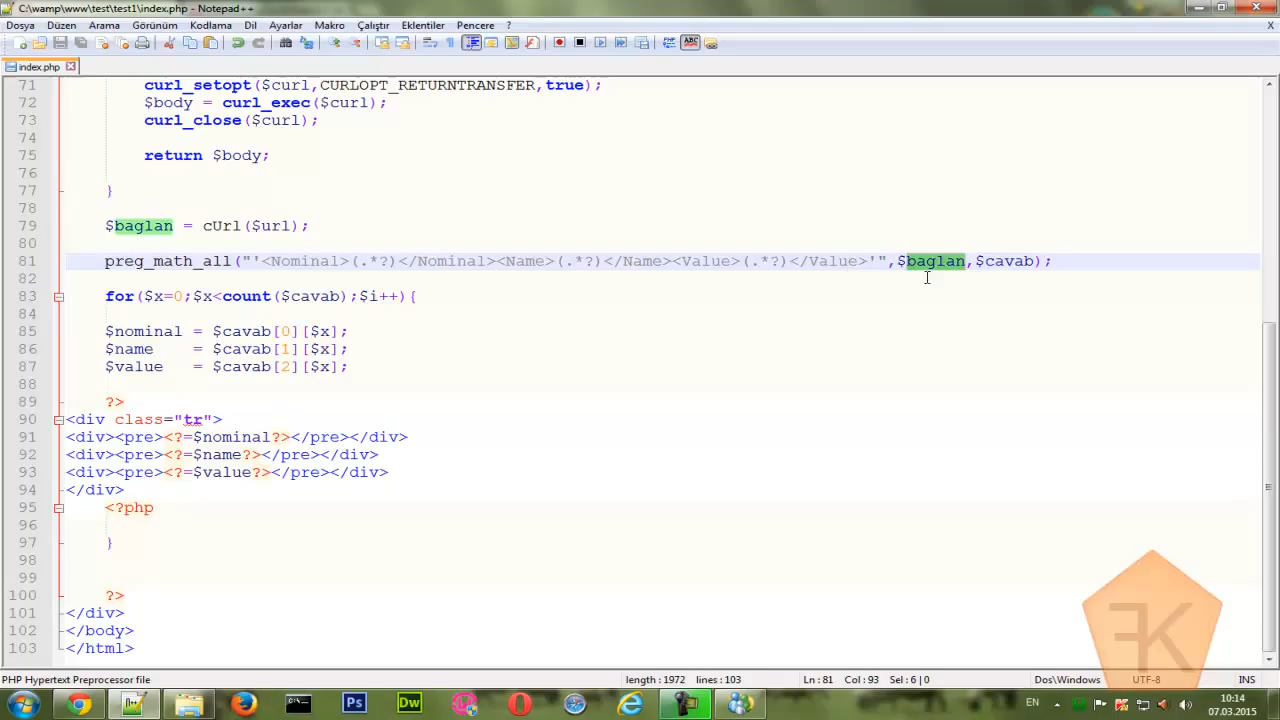 C:\wamp\www\test\test1\index.php - Notepad++
Dosya Düzen Arama Görünüm Kodlama Dil Ayarlar Makro Çalıştır Eklentiler Pencere ? X
index.php
71 curl_setopt($curl,CURLOPT_RETURNTRANSFER,true);
72 $body = curl_exec($curl);
73 curl_close($curl);
74
75 return $body;
76
77 }
78
79 $baglan = cUrl($url);
80
81 preg_math_all("'<Nominal>(.*?)</Nominal><Name>(.*?)</Name><Value>(.*?)</Value>'",$baglan,$cavab);
82
83 for($x=0;$x<count($cavab);$i++){
84
85 $nominal = $cavab[0][$x];
86 $name    = $cavab[1][$x];
87 $value   = $cavab[2][$x];
88
89 ?>
90 <div class="tr">
91 <div><pre><?=$nominal?></pre></div>
92 <div><pre><?=$name?></pre></div>
93 <div><pre><?=$value?></pre></div>
94 </div>
95 <?php
96
97 }
98
99
100 ?>
101 </div>
102 </body>
103 </html>
PHP Hypertext Preprocessor file length : 1972 lines : 103 Ln : 81 Col : 93 Sel : 6 | 0 Dos\Windows UTF-8 INS
Ps Dw EN 10:14
07.03.2015
FK